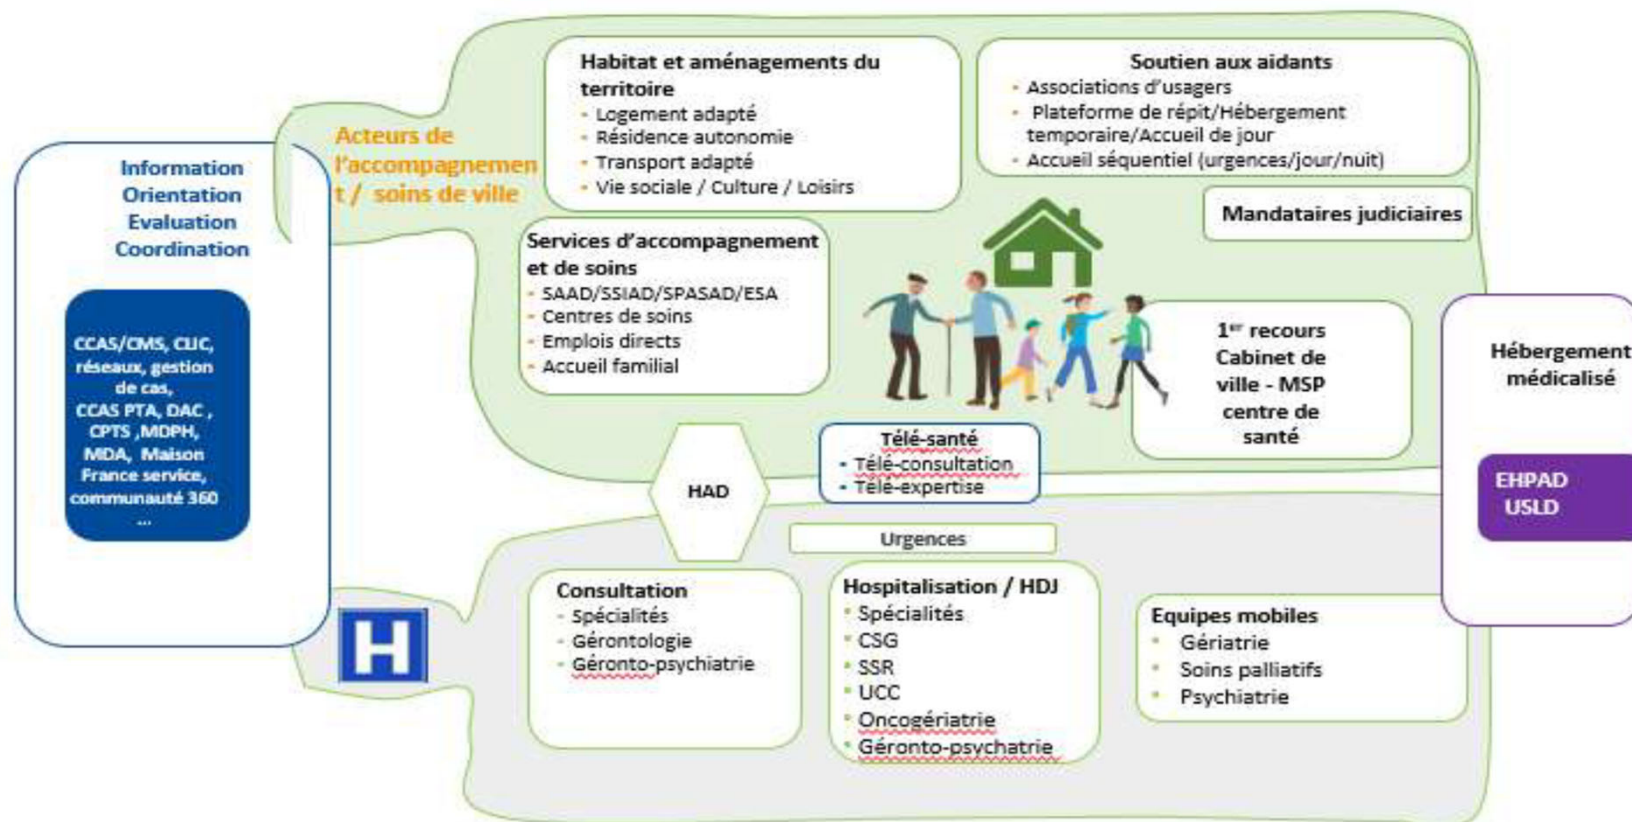 Information
Orientation
Evaluation
Coordination
CCAS/CMS, CLIC,
réseaux, gestion
de cas,
CCAS PTA, DAC ,
CPTS ,MDPH,
MDA, Maison
France service,
communauté 360
...
Acteurs de
l'accompagnemen
t / soins de ville
Habitat et aménagements du
territoire
- Logement adapté
- Résidence autonomie
- Transport adapté
- Vie sociale / Culture / Loisirs
Soutien aux aidants
- Associations d'usagers
- Plateforme de répit/Hébergement
temporaire/Accueil de jour
- Accueil séquentiel (urgences/jour/nuit)
Mandataires judiciaires
Services d'accompagnement
et de soins
- SAAD/SSIAD/SPASAD/ESA
- Centres de soins
- Emplois directs
- Accueil familial
1er recours
Cabinet de
ville - MSP
centre de
santé
Télé-santé
- Télé-consultation
- Télé-expertise
HAD
Urgences
H
Consultation
- Spécialités
- Gérontologie
- Géronto-psychiatrie
Hospitalisation / HDJ
• Spécialités
• CSG
• SSR
• UCC
• Oncogériatrie
• Géronto-psychatrie
Equipes mobiles
• Gériatrie
• Soins palliatifs
• Psychiatrie
Hébergement
médicalisé
EHPAD
USLD